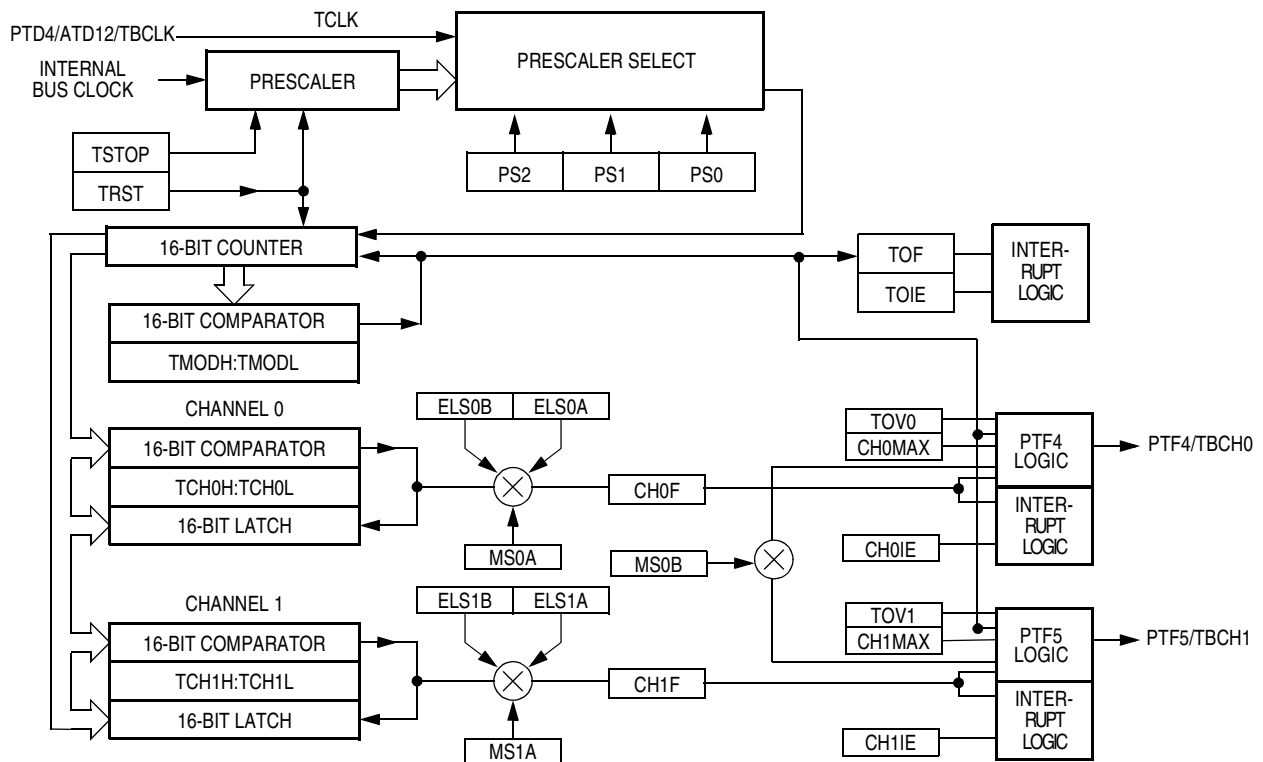 TCLK
PTD4/ATD12/TBCLK
INTERNAL
BUS CLOCK
PRESCALER
PRESCALER SELECT
TSTOP
TRST
PS2
PS1
PS0
16-BIT COUNTER
TOF
TOIE
INTER-
RUPT
LOGIC
16-BIT COMPARATOR
TMODH:TMODL
CHANNEL 0
ELS0B
ELS0A
16-BIT COMPARATOR
TCH0H:TCH0L
16-BIT LATCH
MS0A
CH0F
TOV0
CH0MAX
PTF4
LOGIC
PTF4/TBCH0
INTER-
RUPT
LOGIC
CH0IE
MS0B
CHANNEL 1
ELS1B
ELS1A
16-BIT COMPARATOR
TCH1H:TCH1L
16-BIT LATCH
MS1A
CH1F
TOV1
CH1MAX
PTF5
LOGIC
PTF5/TBCH1
INTER-
RUPT
LOGIC
CH1IE